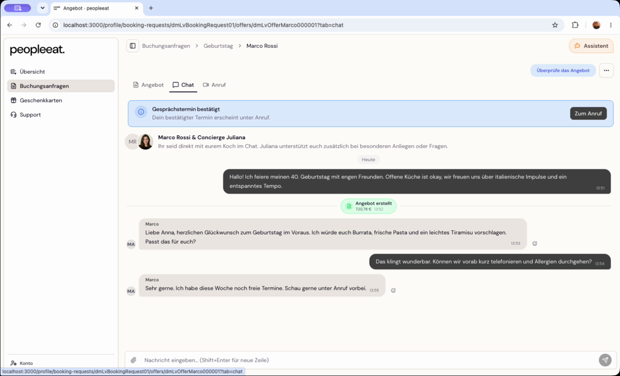 Angebot · peopleeat
localhost:3000/profile/booking-requests/dmLvBookingRequest01/offers/dmLvOfferMarco000001?tab=chat
peopleeat.
Übersicht
Buchungsanfragen
Geschenkkarten
Support
Konto
Buchungsanfragen > Geburtstag > Marco Rossi
Assistent
Überprüfe das Angebot
Angebot
Chat
Anruf
Gesprächstermin bestätigt
Dein bestätigter Termin erscheint unter Anruf.
Zum Anruf
MR
Marco Rossi & Concierge Juliana
Ihr seid direkt mit eurem Koch im Chat. Juliana unterstützt euch zusätzlich bei besonderen Anliegen oder Fragen.
Heute
Hallo! Ich feiere meinen 40. Geburtstag mit engen Freunden. Offene Küche ist okay, wir freuen uns über italienische Impulse und ein
entspanntes Tempo.
Angebot erstellt
Marco
Liebe Anna, herzlichen Glückwunsch zum Geburtstag im Voraus. Ich würde euch Burrata, frische Pasta und ein leichtes Tiramisu vorschlagen.
Passt das für euch?
MA
Das klingt wunderbar. Können wir vorab kurz telefonieren und Allergien durchgehen?
Marco
Sehr gerne. Ich habe diese Woche noch freie Termine. Schau gerne unter Anruf vorbei.
MA
Nachricht eingeben... (Shift+Enter für neue Zeile)
localhost:3000/profile/booking-requests/dmLvBookingRequest01/offers/dmLvOfferMarco000001?tab=chat